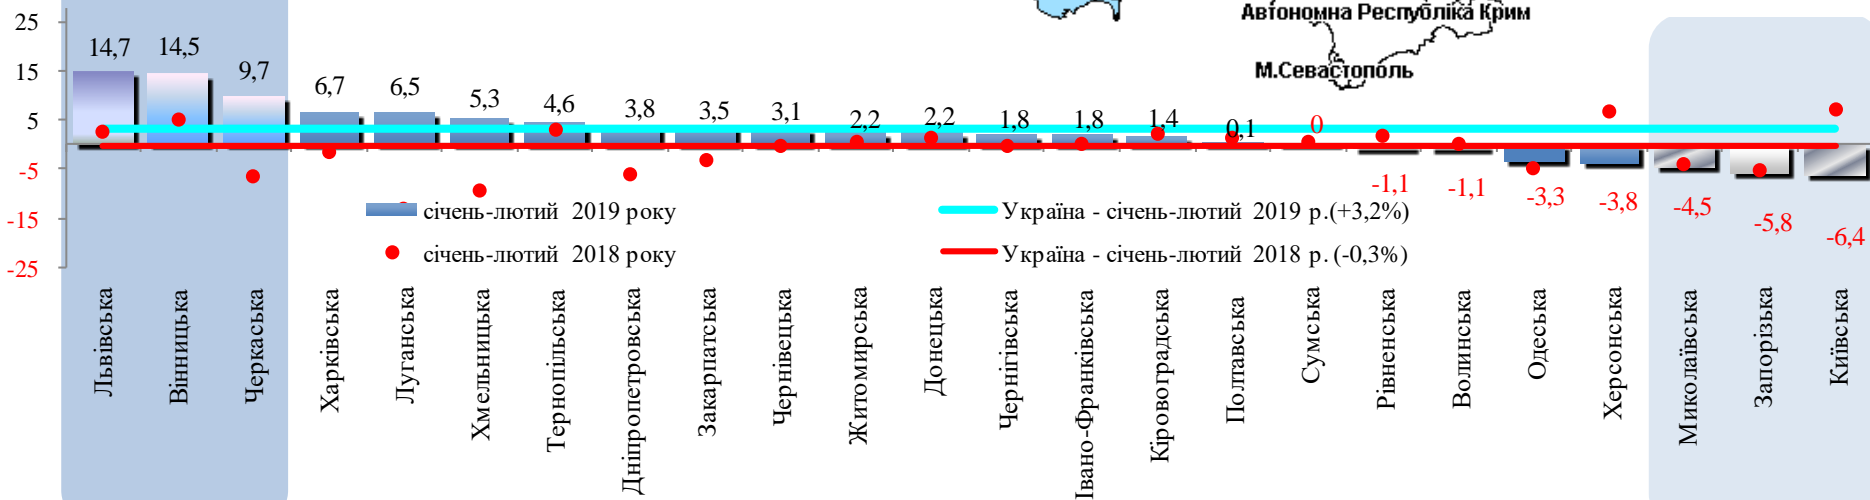 Автономна Республіка Крим
М.Севастополь
25
15
5
-5
-15
-25
14,7
14,5
9,7
6,7
6,5
5,3
4,6
3,8
3,5
3,1
2,2
2,2
1,8
1,8
1,4
0,1
0
-1,1
-1,1
-3,3
-3,8
-4,5
-5,8
-6,4
січень-лютий 2019 року
Україна - січень-лютий 2019 р.(+3,2%)
січень-лютий 2018 року
Україна - січень-лютий 2018 р. (-0,3%)
Львівська
Вінницька
Черкаська
Харківська
Луганська
Хмельницька
Тернопільська
Дніпропетровська
Закарпатська
Чернівецька
Житомирська
Донецька
Чернігівська
Івано-Франківська
Кіровоградська
Полтавська
Сумська
Рівненська
Волинська
Одеська
Херсонська
Миколаївська
Запорізька
Київська